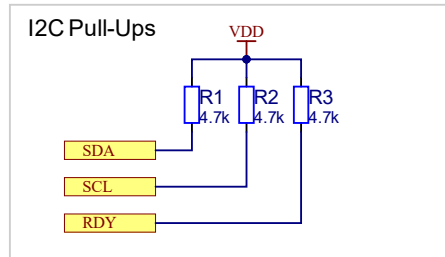 I2C Pull-Ups
VDD
R1 R2 R3
4.7k 4.7k 4.7k
SDA
SCL
RDY